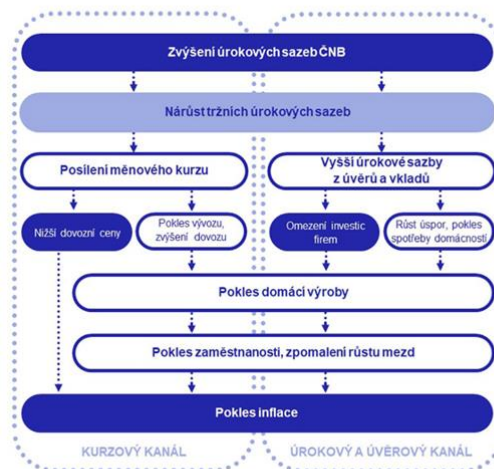 Zvýšení úrokových sazeb ČNB
Nárůst tržních úrokových sazeb
Posílení měnového kurzu
Vyšší úrokové sazby
z úvěrů a vkladů
Nižší dovozní ceny
Pokles vývozu,
zvýšení dovozu
Omezení investic
firem
Růst úspor, pokles
spotřeby domácností
Pokles domácí výroby
Pokles zaměstnanosti, zpomalení růstu mezd
Pokles inflace
KURZOVÝ KANÁL
ÚROKOVÝ A ÚVĚROVÝ KANÁL